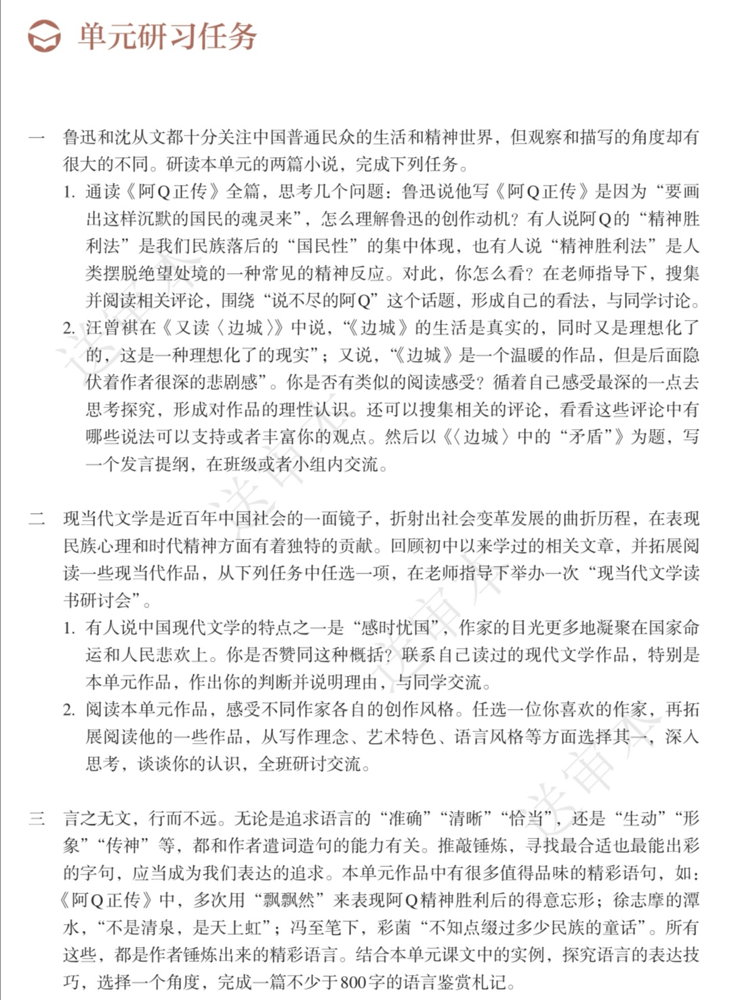 单元研习任务
一 鲁迅和沈从文都十分关注中国普通民众的生活和精神世界，但观察和描写的角度却有
很大的不同。研读本单元的两篇小说，完成下列任务。
1. 通读《阿Q正传》全篇，思考几个问题：鲁迅说他写《阿Q正传》是因为“要画
出这样沉默的国民的魂灵来”，怎么理解鲁迅的创作动机？有人说阿Q的“精神胜
利法”是我们民族落后的“国民性”的集中体现，也有人说“精神胜利法”是人
类摆脱绝望处境的一种常见的精神反应。对此，你怎么看？在老师指导下，搜集
并阅读相关评论，围绕“说不尽的阿Q”这个话题，形成自己的看法，与同学讨论。
2. 汪曾祺在《又读〈边城〉》中说，“《边城》的生活是真实的，同时又是理想化了
的，这是一种理想化了的现实”；又说，“《边城》是一个温暖的作品，但是后面隐
伏着作者很深的悲剧感”。你是否有类似的阅读感受？循着自己感受最深的一点去
思考探究，形成对作品的理性认识。还可以搜集相关的评论，看看这些评论中有
哪些说法可以支持或者丰富你的观点。然后以《〈边城〉中的“矛盾”》为题，写
一个发言提纲，在班级或者小组内交流。
二 现当代文学是近百年中国社会的一面镜子，折射出社会变革发展的曲折历程，在表现
民族心理和时代精神方面有着独特的贡献。回顾初中以来学过的相关文章，并拓展阅
读一些现当代作品，从下列任务中任选一项，在老师指导下举办一次“现当代文学读
书研讨会”。
1. 有人说中国现代文学的特点之一是“感时忧国”，作家的目光更多地凝聚在国家命
运和人民悲欢上。你是否赞同这种概括？联系自己读过的现代文学作品，特别是
本单元作品，作出你的判断并说明理由，与同学交流。
2. 阅读本单元作品，感受不同作家各自的创作风格。任选一位你喜欢的作家，再拓
展阅读他的一些作品，从写作理念、艺术特色、语言风格等方面选择其一，深入
思考，谈谈你的认识，全班研讨交流。
三 言之无文，行而不远。无论是追求语言的“准确”“清晰”“恰当”，还是“生动”“形
象”“传神”等，都和作者遣词造句的能力有关。推敲锤炼，寻找最合适也最能出彩
的字句，应当成为我们表达的追求。本单元作品中有很多值得品味的精彩语句，如：
《阿Q正传》中，多次用“飘飘然”来表现阿Q精神胜利后的得意忘形；徐志摩的潭
水，“不是清泉，是天上虹”；冯至笔下，彩菌“不知点缀过多少民族的童话”。所有
这些，都是作者锤炼出来的精彩语言。结合本单元课文中的实例，探究语言的表达技
巧，选择一个角度，完成一篇不少于800字的语言鉴赏札记。
送审本
送审本
送审本
送审本